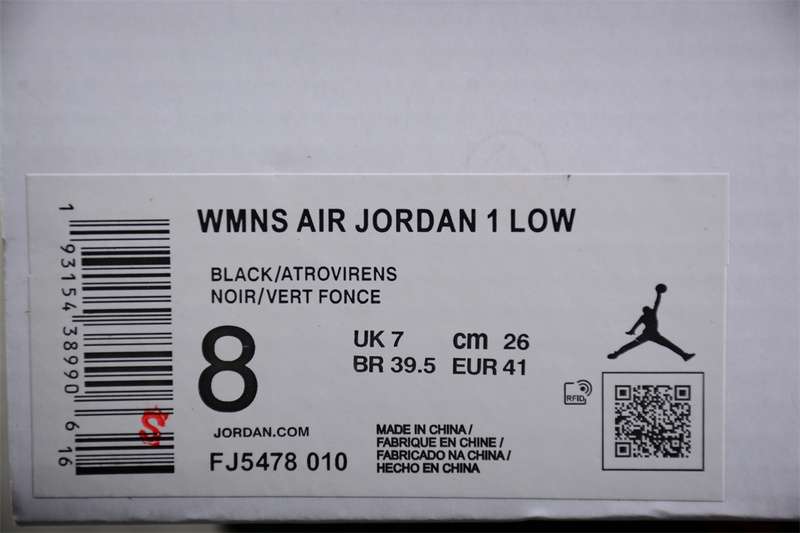 WMNS AIR JORDAN 1 LOW
BLACK/ATROVIRENS
NOIR/VERT FONCE
8
UK 7 cm 26
BR 39.5 EUR 41
RFID
JORDAN.COM
FJ5478 010
MADE IN CHINA/
FABRIQUE EN CHINE /
FABRICADO NA CHINA /
HECHO EN CHINA
1 93154 38990 6 16
S